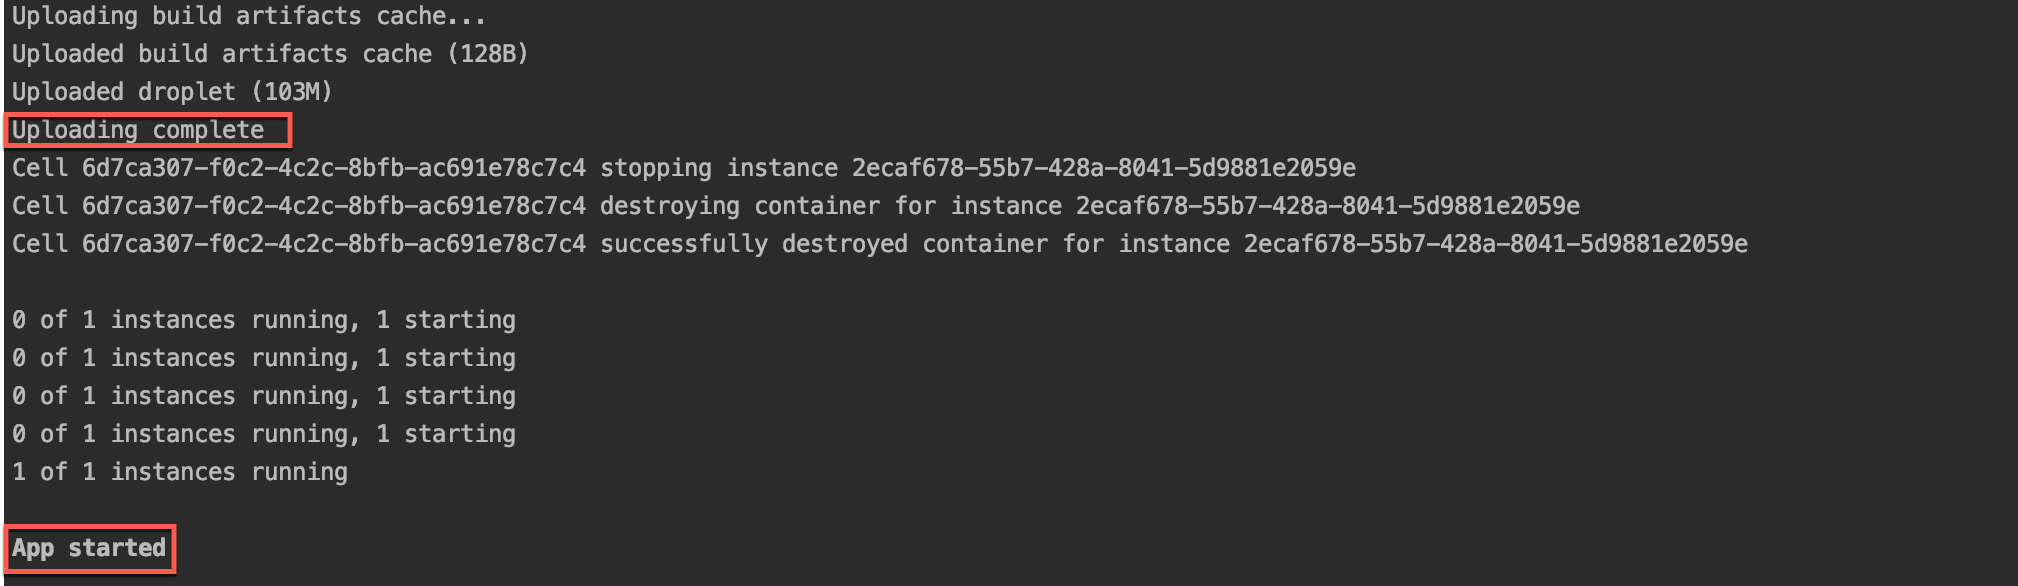 Uploading build artifacts cache...
Uploaded build artifacts cache (128B)
Uploaded droplet (103M)
Uploading complete
Cell 6d7ca307-f0c2-4c2c-8bfb-ac691e78c7c4 stopping instance 2ecaf678-55b7-428a-8041-5d9881e2059e
Cell 6d7ca307-f0c2-4c2c-8bfb-ac691e78c7c4 destroying container for instance 2ecaf678-55b7-428a-8041-5d9881e2059e
Cell 6d7ca307-f0c2-4c2c-8bfb-ac691e78c7c4 successfully destroyed container for instance 2ecaf678-55b7-428a-8041-5d9881e2059e
0 of 1 instances running, 1 starting
0 of 1 instances running, 1 starting
0 of 1 instances running, 1 starting
0 of 1 instances running, 1 starting
1 of 1 instances running
App started